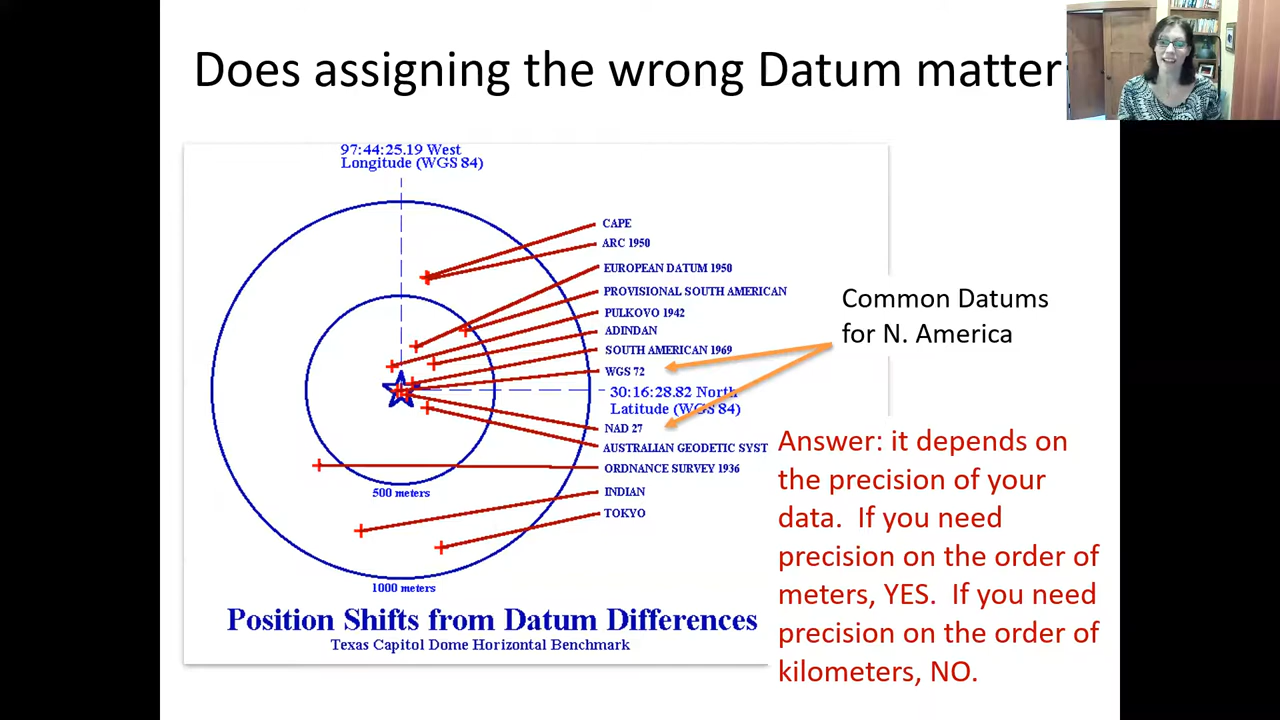 Does assigning the wrong Datum matter
97:44:25.19 West
Longitude (WGS 84)
CAPE
ARC 1950
EUROPEAN DATUM 1950
PROVISIONAL SOUTH AMERICAN
PULKOVO 1942
ADINDAN
SOUTH AMERICAN 1969
WGS 72
30:16:28.82 North
Latitude (WGS 84)
NAD 27
AUSTRALIAN GEODETIC SYST
ORDNANCE SURVEY 1936
INDIAN
TOKYO
500 meters
1000 meters
Position Shifts from Datum Differences
Texas Capitol Dome Horizontal Benchmark
Common Datums
for N. America
Answer: it depends on
the precision of your
data. If you need
precision on the order of
meters, YES. If you need
precision on the order of
kilometers, NO.